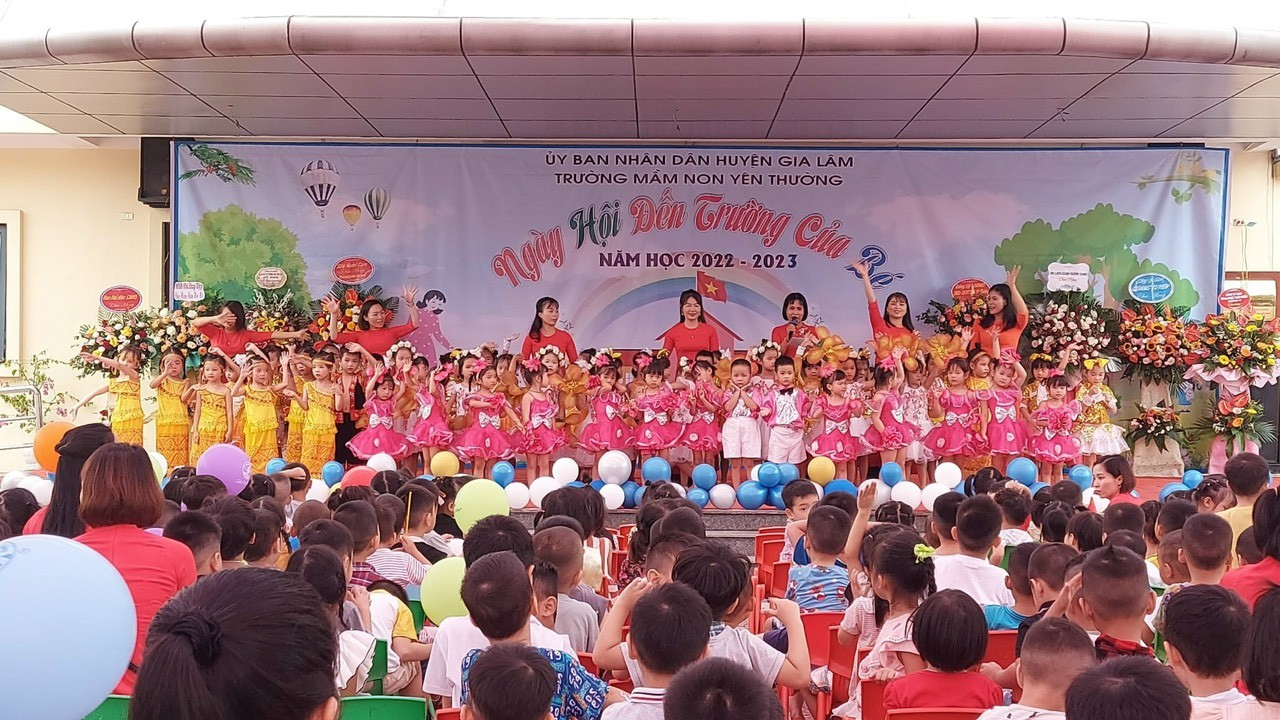 ỦY BAN NHÂN DÂN HUYỆN GIA LÂM
TRƯỜNG MẦM NON YÊN THƯỜNG
Ngày Hội Đến Trường Của Bé
NĂM HỌC 2022 - 2023